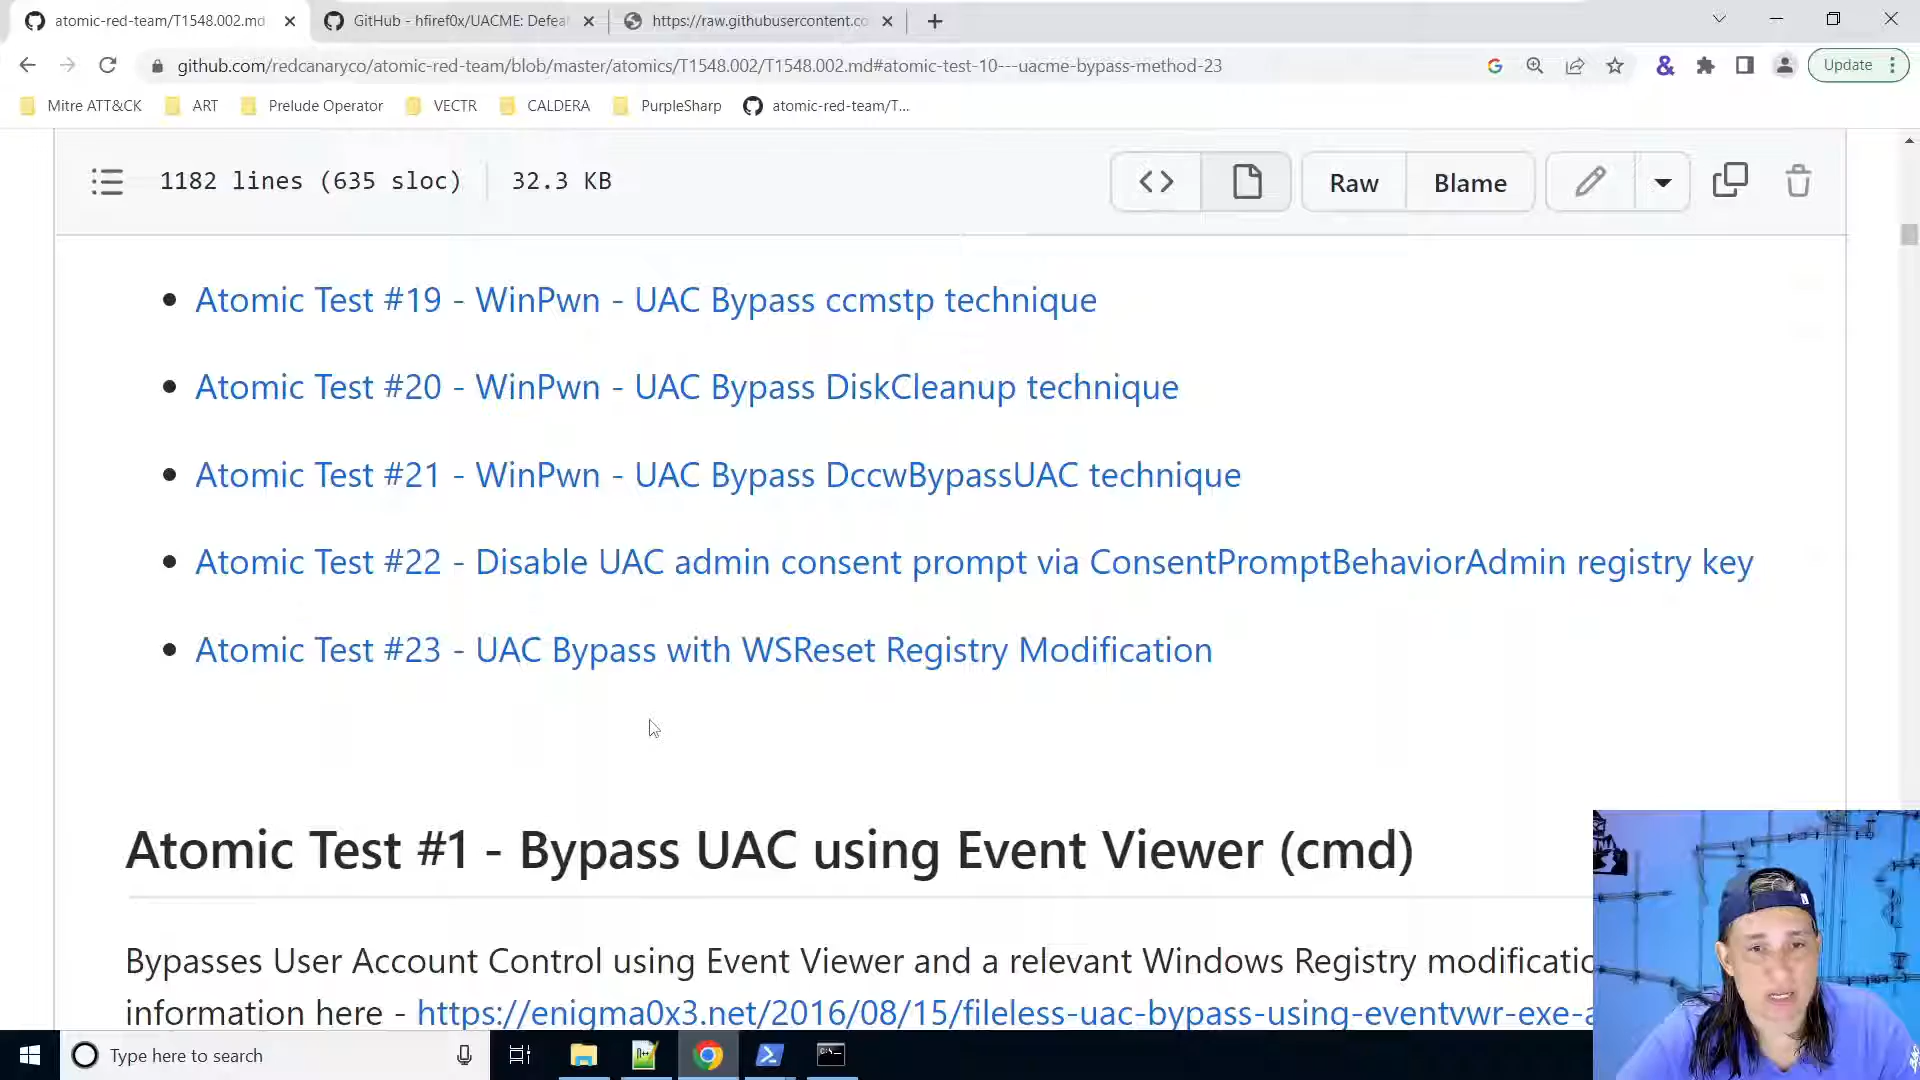 atomic-red-team/T1548.002.md
GitHub - hfiref0x/UACME: Defea
https://raw.githubusercontent.co
github.com/redcanaryco/atomic-red-team/blob/master/atomics/T1548.002/T1548.002.md#atomic-test-10---uacme-bypass-method-23
Update
Mitre ATT&CK
ART
Prelude Operator
VECTR
CALDERA
PurpleSharp
atomic-red-team/T...
1182 lines (635 sloc)
32.3 KB
Raw
Blame
Atomic Test #19 - WinPwn - UAC Bypass ccmstp technique
Atomic Test #20 - WinPwn - UAC Bypass DiskCleanup technique
Atomic Test #21 - WinPwn - UAC Bypass DccwBypassUAC technique
Atomic Test #22 - Disable UAC admin consent prompt via ConsentPromptBehaviorAdmin registry key
Atomic Test #23 - UAC Bypass with WSReset Registry Modification
Atomic Test #1 - Bypass UAC using Event Viewer (cmd)
Bypasses User Account Control using Event Viewer and a relevant Windows Registry modificatio
information here - https://enigma0x3.net/2016/08/15/fileless-uac-bypass-using-eventvwr-exe-a
Type here to search